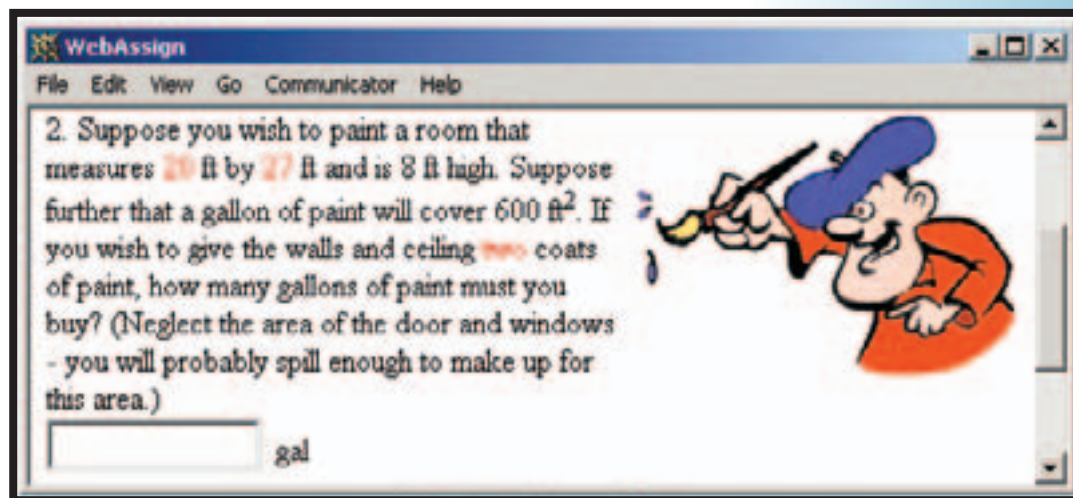 WebAssign
File Edit View Go Communicator Help
2. Suppose you wish to paint a room that
measures ft by 27 ft and is 8 ft high. Suppose
further that a gallon of paint will cover 600 ft². If
you wish to give the walls and ceiling coats
of paint, how many gallons of paint must you
buy? (Neglect the area of the door and windows
- you will probably spill enough to make up for
this area.)
gal